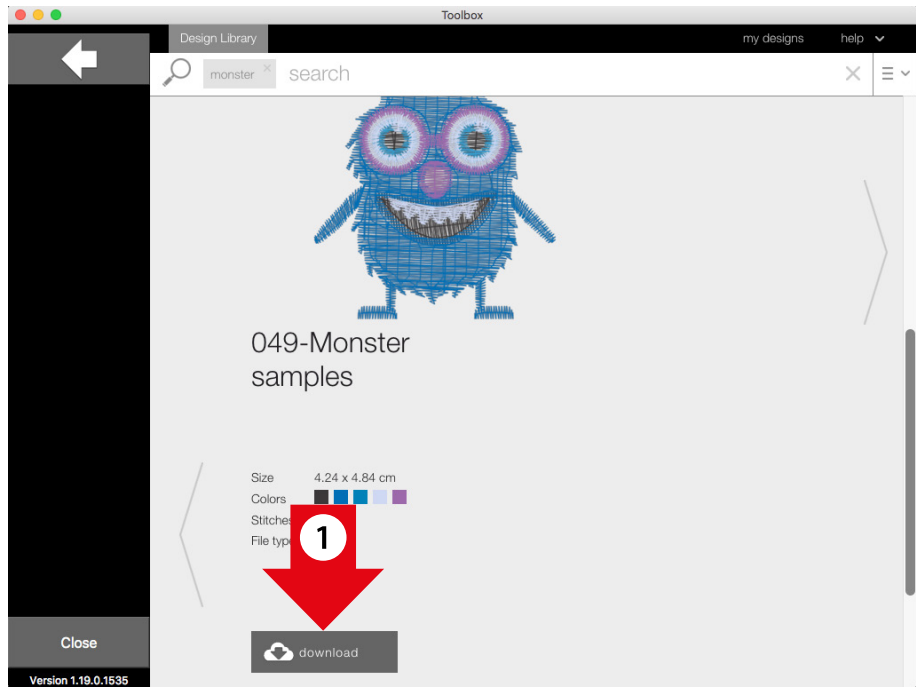 Toolbox
Design Library
my designs
help
monster
search
049-Monster
samples
Size 4.24 x 4.84 cm
Colors
Stitches
File type
1
download
Close
Version 1.19.0.1535